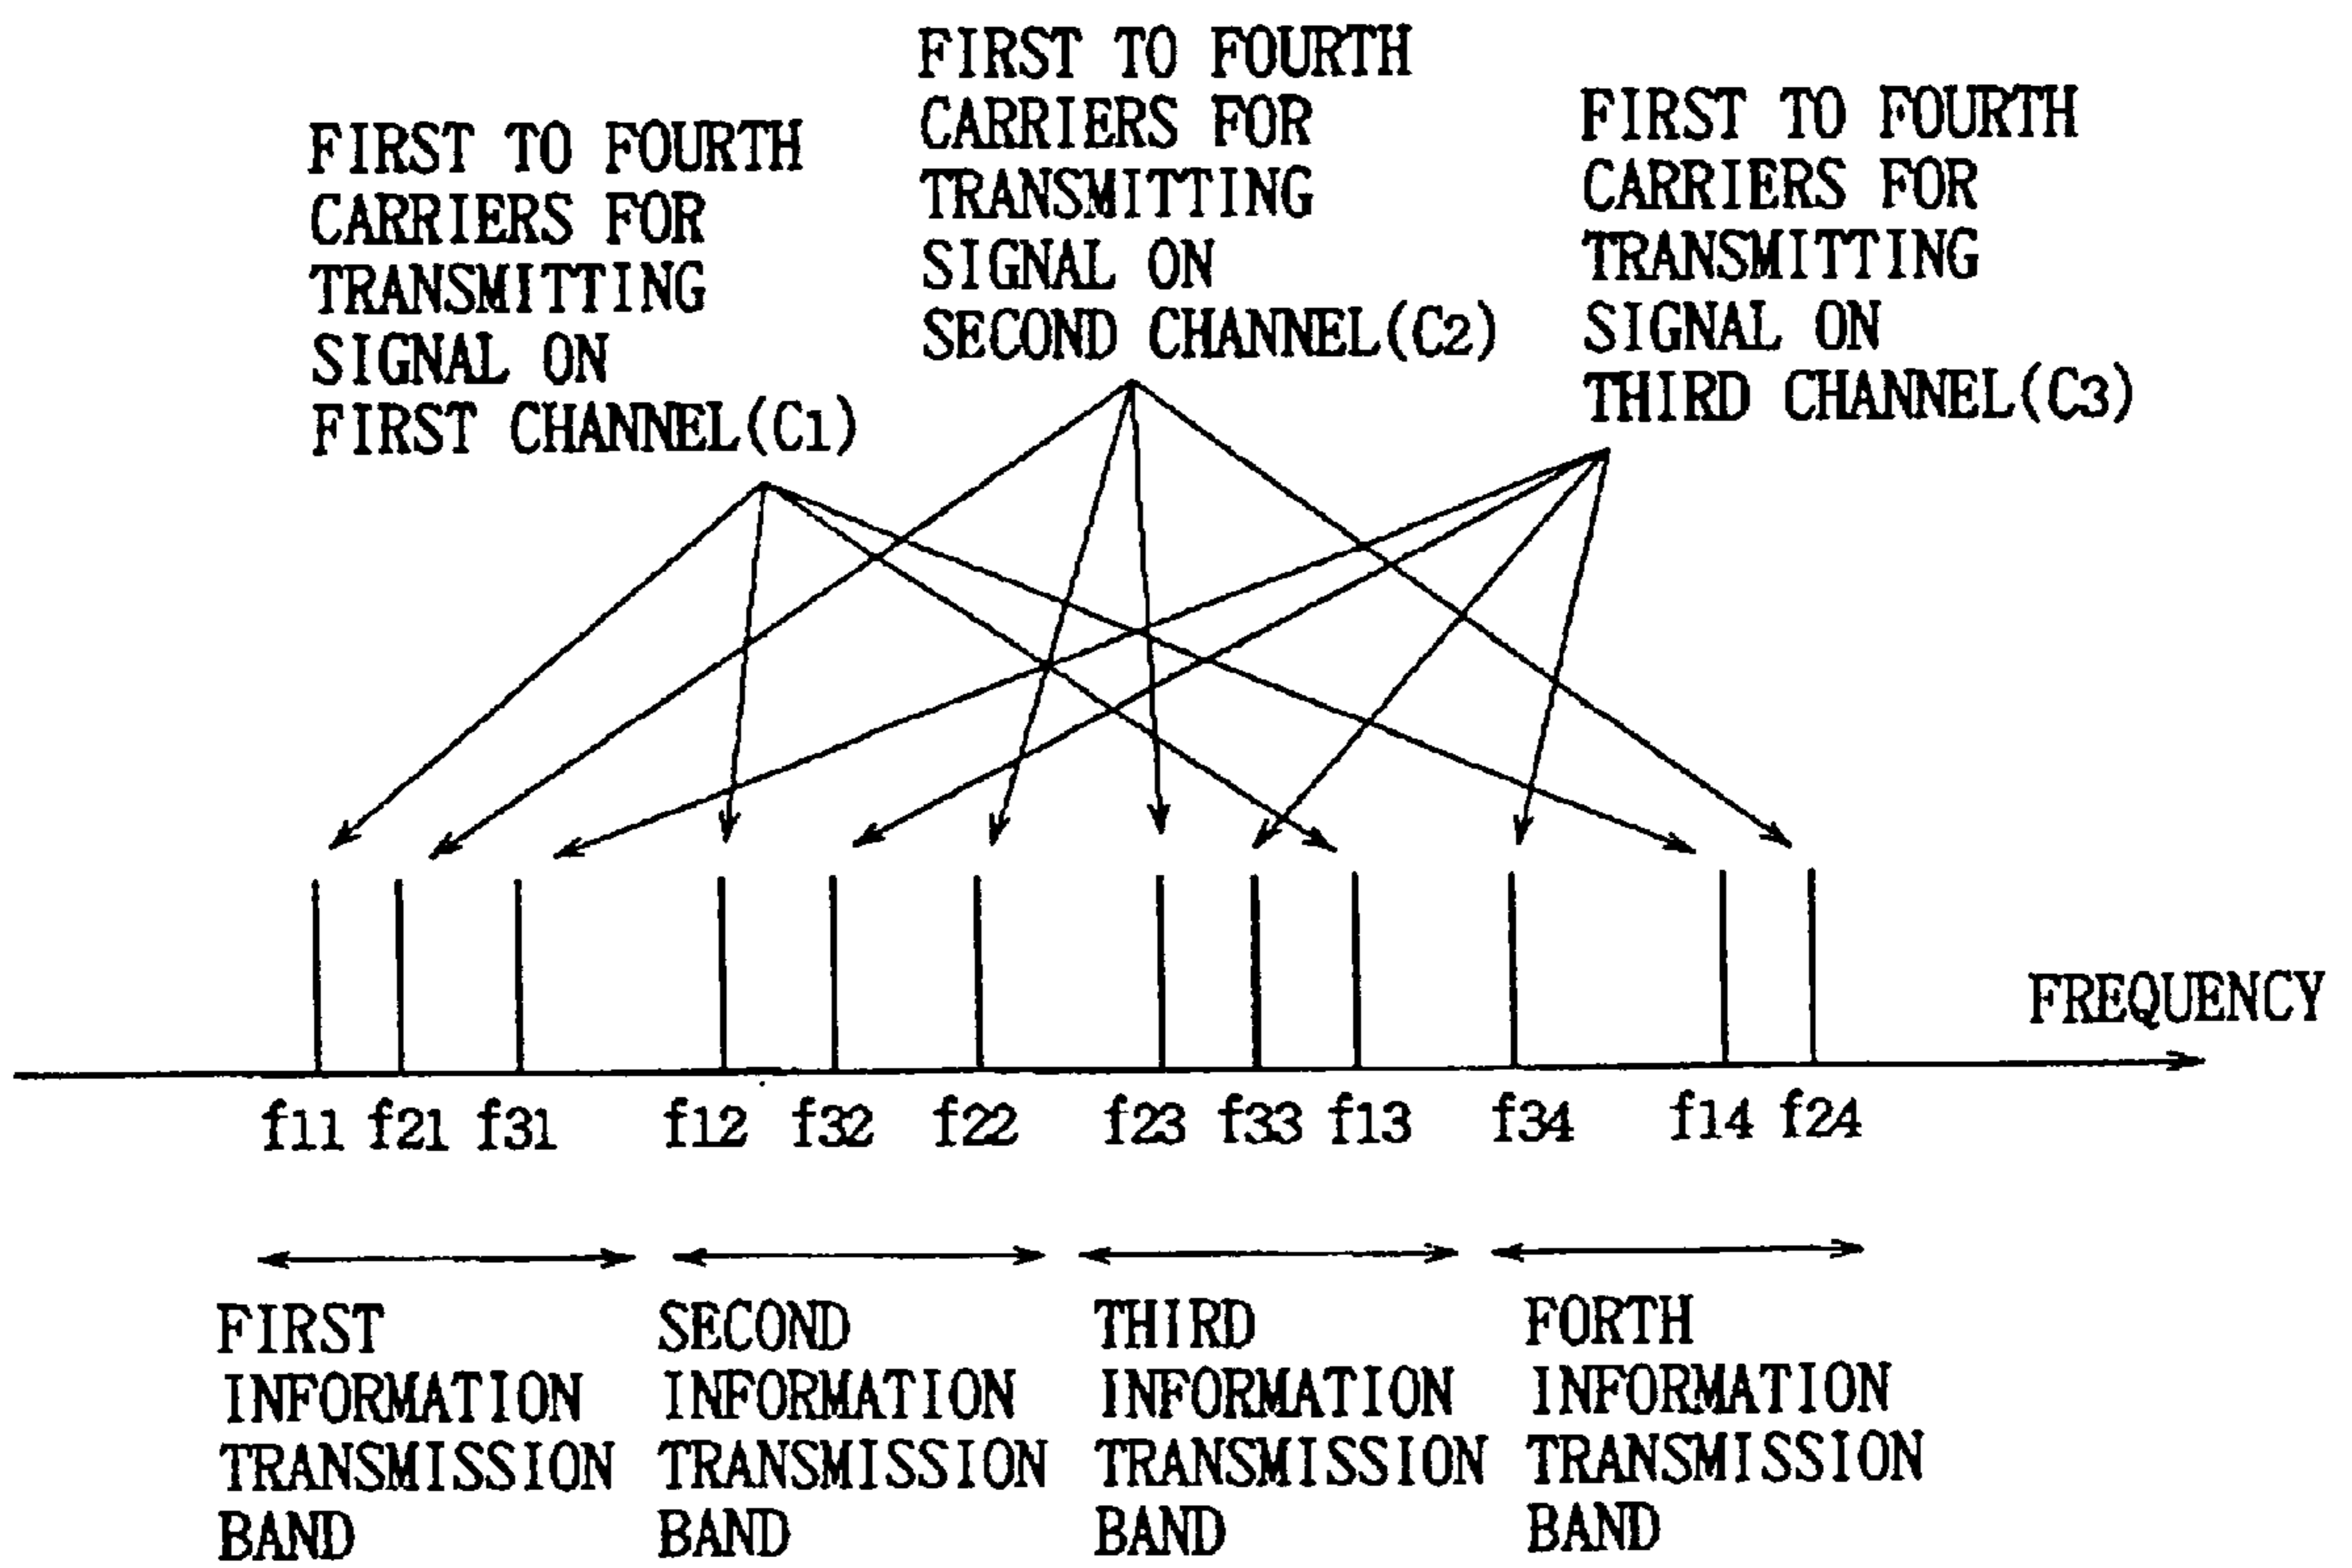 FIRST TO FOURTH
CARRIERS FOR
TRANSMITTING
SIGNAL ON
FIRST CHANNEL(C1)
FIRST TO FOURTH
CARRIERS FOR
TRANSMITTING
SIGNAL ON
SECOND CHANNEL(C2)
FIRST TO FOURTH
CARRIERS FOR
TRANSMITTING
SIGNAL ON
THIRD CHANNEL(C3)
FREQUENCY
f11 f21 f31 f12 f32 f22 f23 f33 f13 f34 f14 f24
FIRST
INFORMATION
TRANSMISSION
BAND
SECOND
INFORMATION
TRANSMISSION
BAND
THIRD
INFORMATION
TRANSMISSION
BAND
FORTH
INFORMATION
TRANSMISSION
BAND